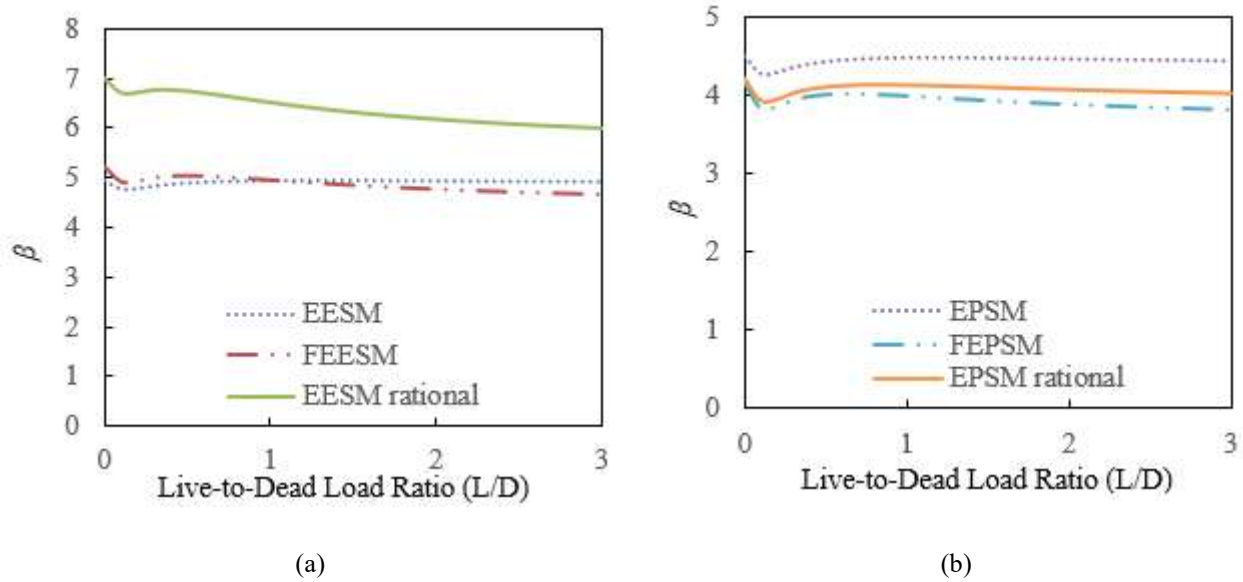 8
7
6
5
4
3
2
1
0
β
EESM
FEESM
EESM rational
0 1 2 3
Live-to-Dead Load Ratio (L/D)
(a)
5
4
3
2
1
0
β
EPSM
FEPSM
EPSM rational
0 1 2 3
Live-to-Dead Load Ratio (L/D)
(b)